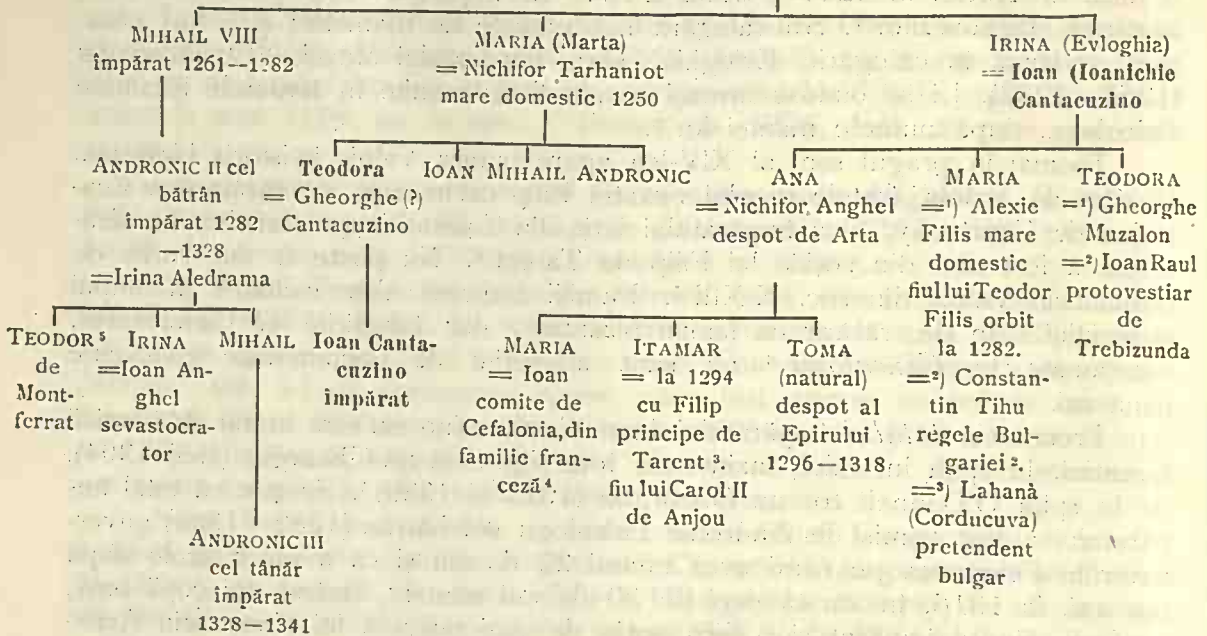 MIHAIL VIII
împărat 1261—1282
MARIA (Marta)
= Nichifor Tarhaniot
mare domestic 1250
IRINA (Evloghia)
= Ioan (Ioanichie
Cantacuzino
ANDRONIC II cel
bătrân
împărat 1282
—1328
=Irina Aledrama
Teodora
= Gheorghe (?)
Cantacuzino
IOAN MIHAIL ANDRONIC
ANA
=Nichifor Anghel
despot de Arta
MARIA
=¹) Alexie
Filis mare
domestic
fiul lui Teodor
Filis orbit
la 1282.
=²) Constan-
tin Tihu
regele Bul-
gariei ².
=³) Lahanà
(Corducuva)
pretendent
bulgar
TEODORA
=¹) Gheorghe
Muzalon
=²) Ioan Raul
protovestiar
de
Trebizunda
TEODOR ⁵
de
Mont-
ferrat
IRINA
=Ioan An-
ghel
sevastocra-
tor
MIHAIL
Ioan Canta-
cuzino
împărat
MARIA
= Ioan
comite de
Cefalonia, din
familie fran-
ceză ⁴.
ITAMAR
= la 1294
cu Filip
principe de
Tarent ³.
fiu lui Carol II
de Anjou
TOMA
(natural)
despot al
Epirului
1296—1318
ANDRONIC III
cel tânăr
împărat
1328—1341